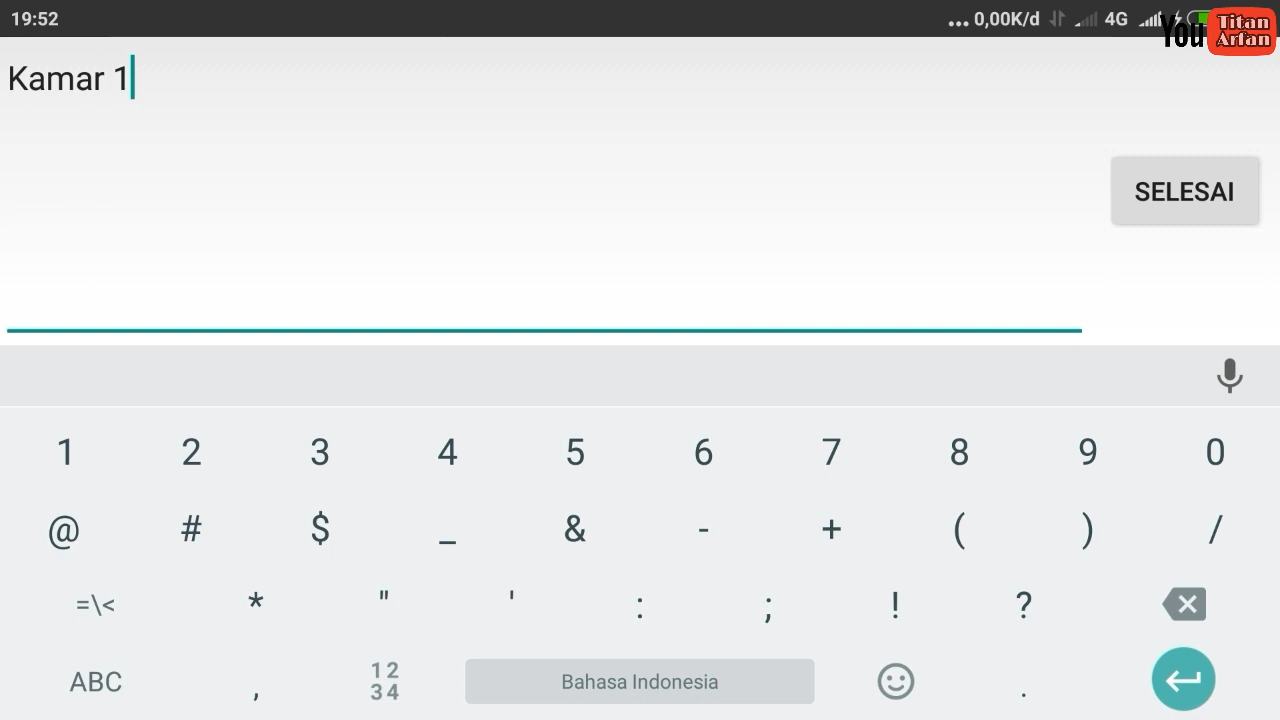 19:52
... 0,00K/d 4G
You Titan
Arfan
Kamar 1
SELESAI
1 2 3 4 5 6 7 8 9 0
@ # $ _ & - + ( ) /
=\< * " ' : ; ! ?
ABC , 12 Bahasa Indonesia .
34